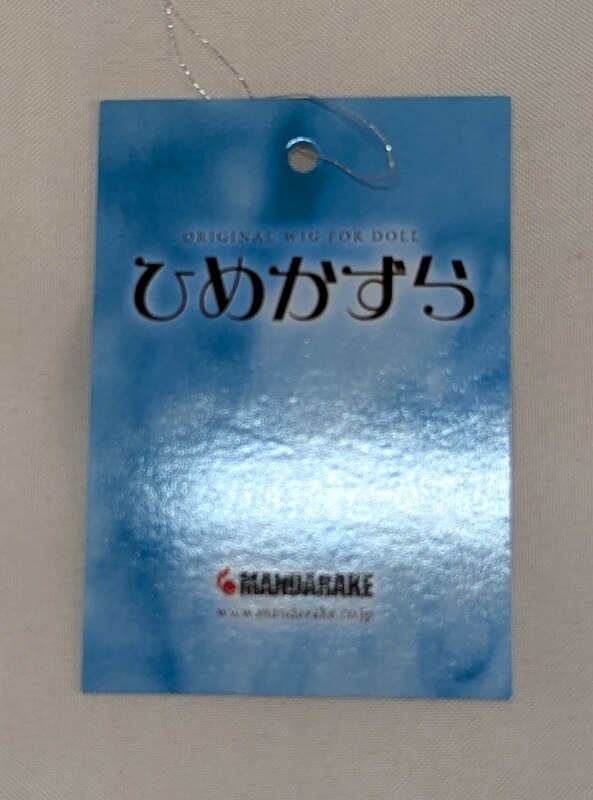 ORIGINAL WIG FOR DOLL
ひめかずら
MANDARAKE
www.mandarake.co.jp